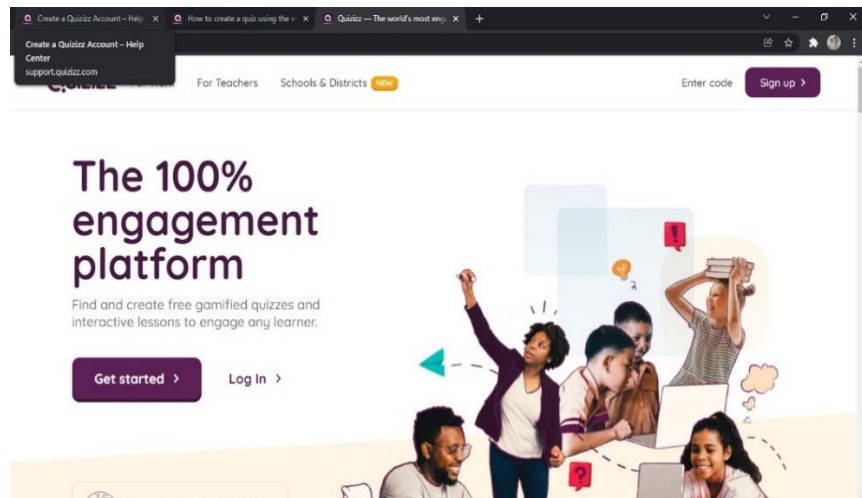 Create a Quizizz Account – Help
How to create a quiz using the
Quizizz — The world's most eng
Create a Quizizz Account – Help
Center
support.quizizz.com
For Teachers
Schools & Districts NEW
Enter code
Sign up >
The 100%
engagement
platform
Find and create free gamified quizzes and
interactive lessons to engage any learner.
Get started >
Log In >